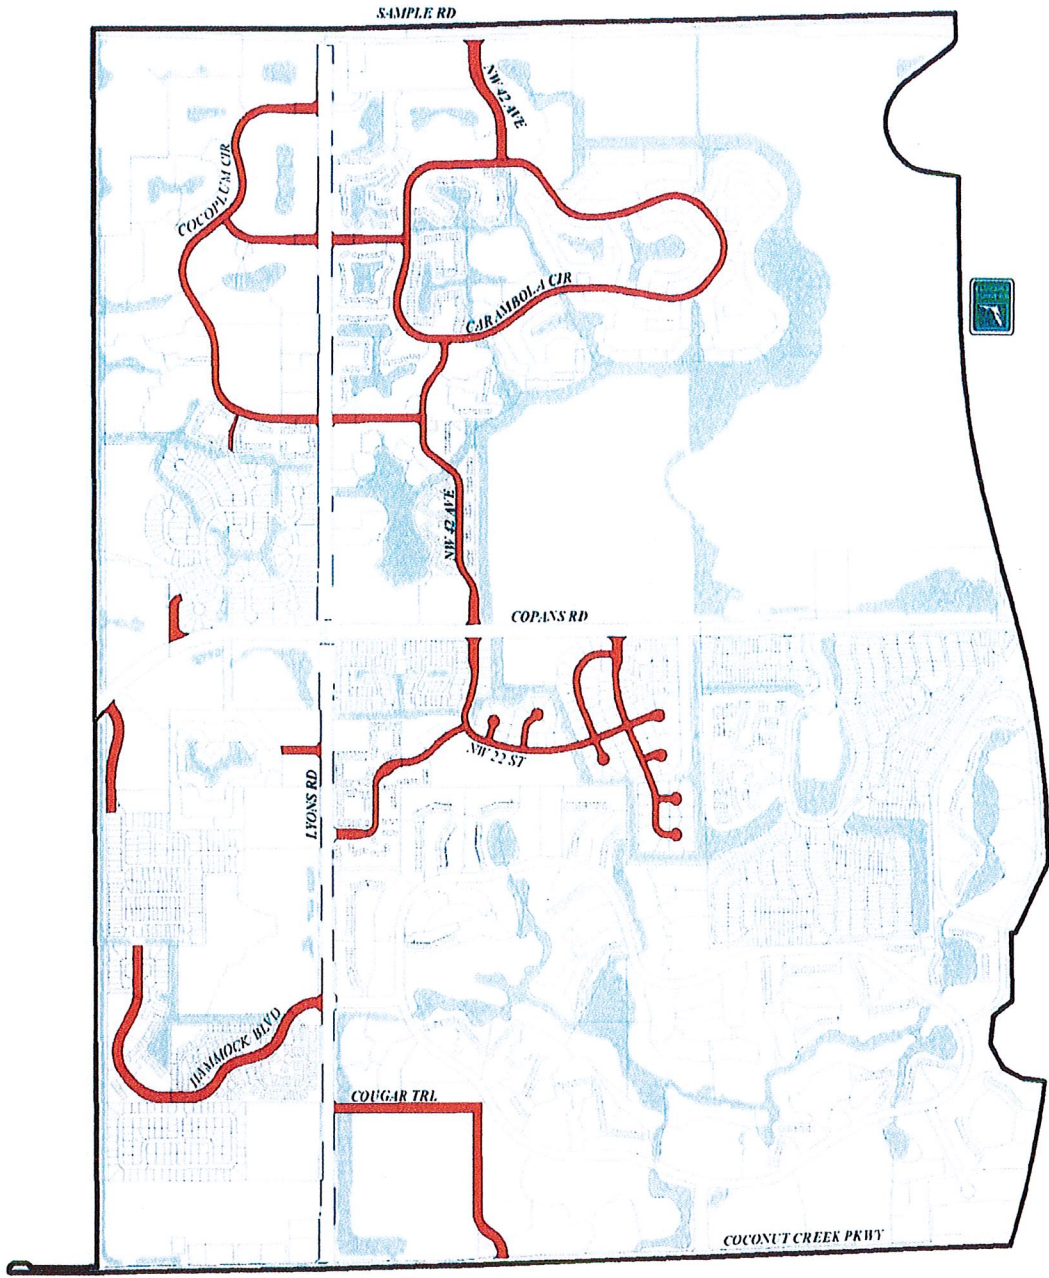 SAMPLE RD
NW 42 AVE
COCOPLUM CIR
CARAMBOLA CIR
NW 42 AVE
COPANS RD
NW 22 ST
LYONS RD
HAMMOCK BLVD
COUGAR TRL
COCONUT CREEK PKWY